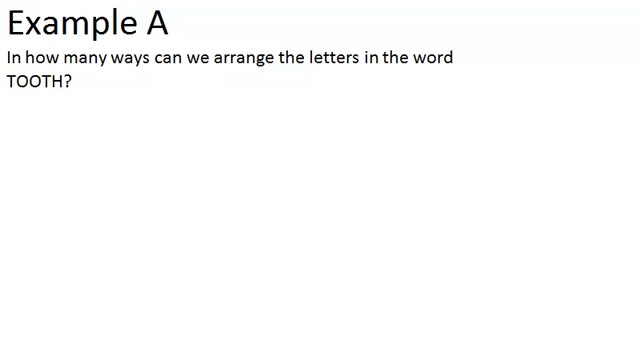 Example A
In how many ways can we arrange the letters in the word
TOOTH?